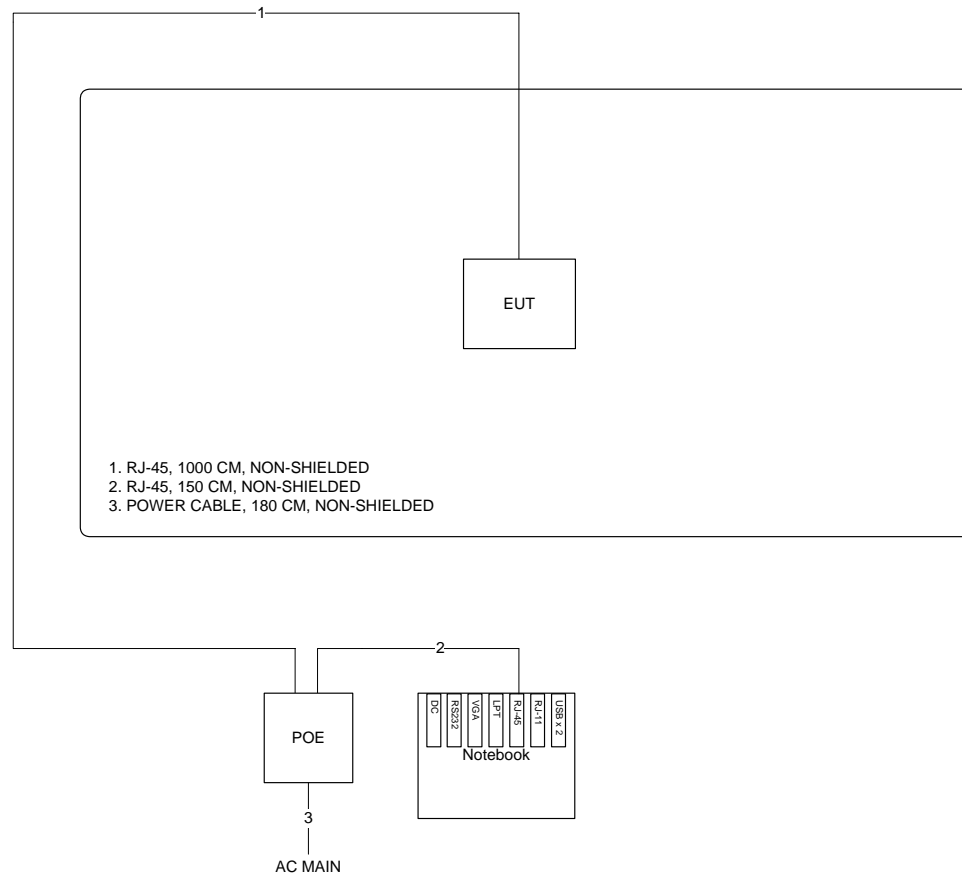 1
EUT
1. RJ-45, 1000 CM, NON-SHIELDED
2. RJ-45, 150 CM, NON-SHIELDED
3. POWER CABLE, 180 CM, NON-SHIELDED
2
POE
DC
RS232
VGA
LPT
RJ-45
RJ-11
USB x 2
Notebook
3
AC MAIN